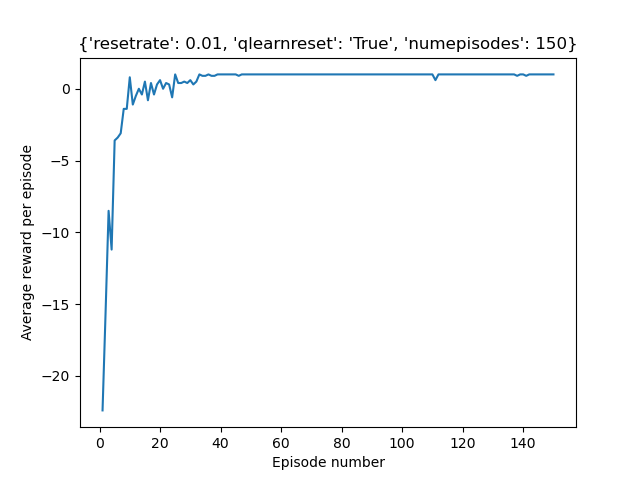 {'resetrate': 0.01, 'qlearnreset': 'True', 'numepisodes': 150}
0
−5
−10
−15
−20
Average reward per episode
0 20 40 60 80 100 120 140
Episode number